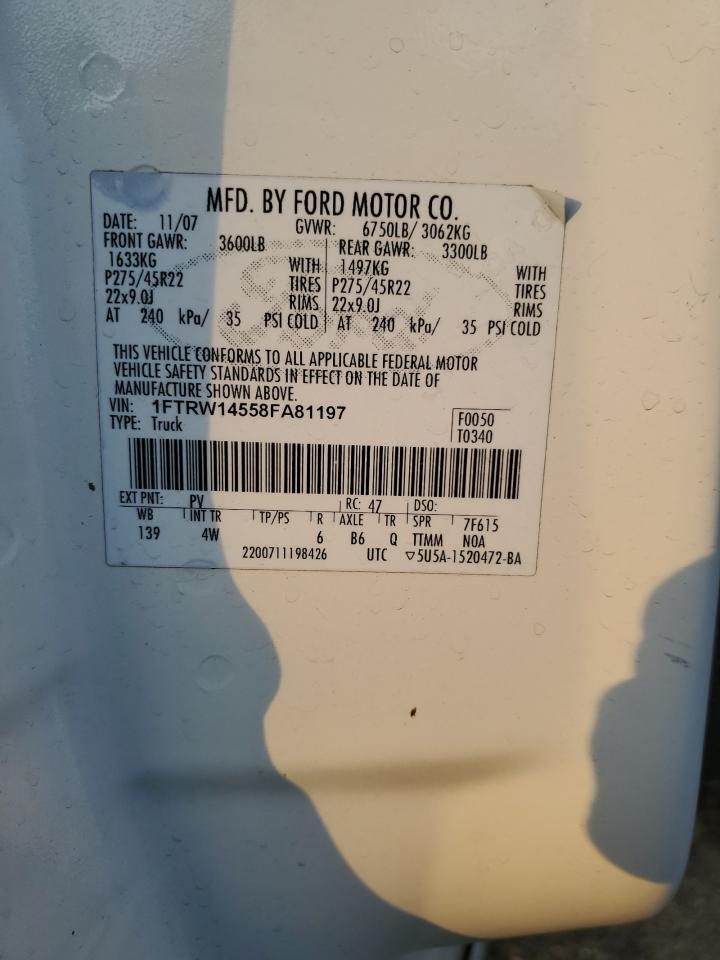 MFD. BY FORD MOTOR CO.
DATE: 11/07 GVWR: 6750LB/ 3062KG
FRONT GAWR: 3600LB REAR GAWR: 3300LB
1633KG WITH 1497KG WITH
P275/45R22 TIRES P275/45R22 TIRES
22x9.0J RIMS 22x9.0J RIMS
AT 240 kPa/ 35 PSI COLD AT 240 kPa/ 35 PSI COLD
THIS VEHICLE CONFORMS TO ALL APPLICABLE FEDERAL MOTOR
VEHICLE SAFETY STANDARDS IN EFFECT ON THE DATE OF
MANUFACTURE SHOWN ABOVE.
VIN: 1FTRW14558FA81197 F0050
TYPE: Truck T0340
EXT PNT: PV RC: 47 DSO:
WB INT TR TP/PS R AXLE TR SPR 7F615
139 4W 6 B6 Q TTMM NOA
2200711198426 UTC ▽5U5A-1520472-BA